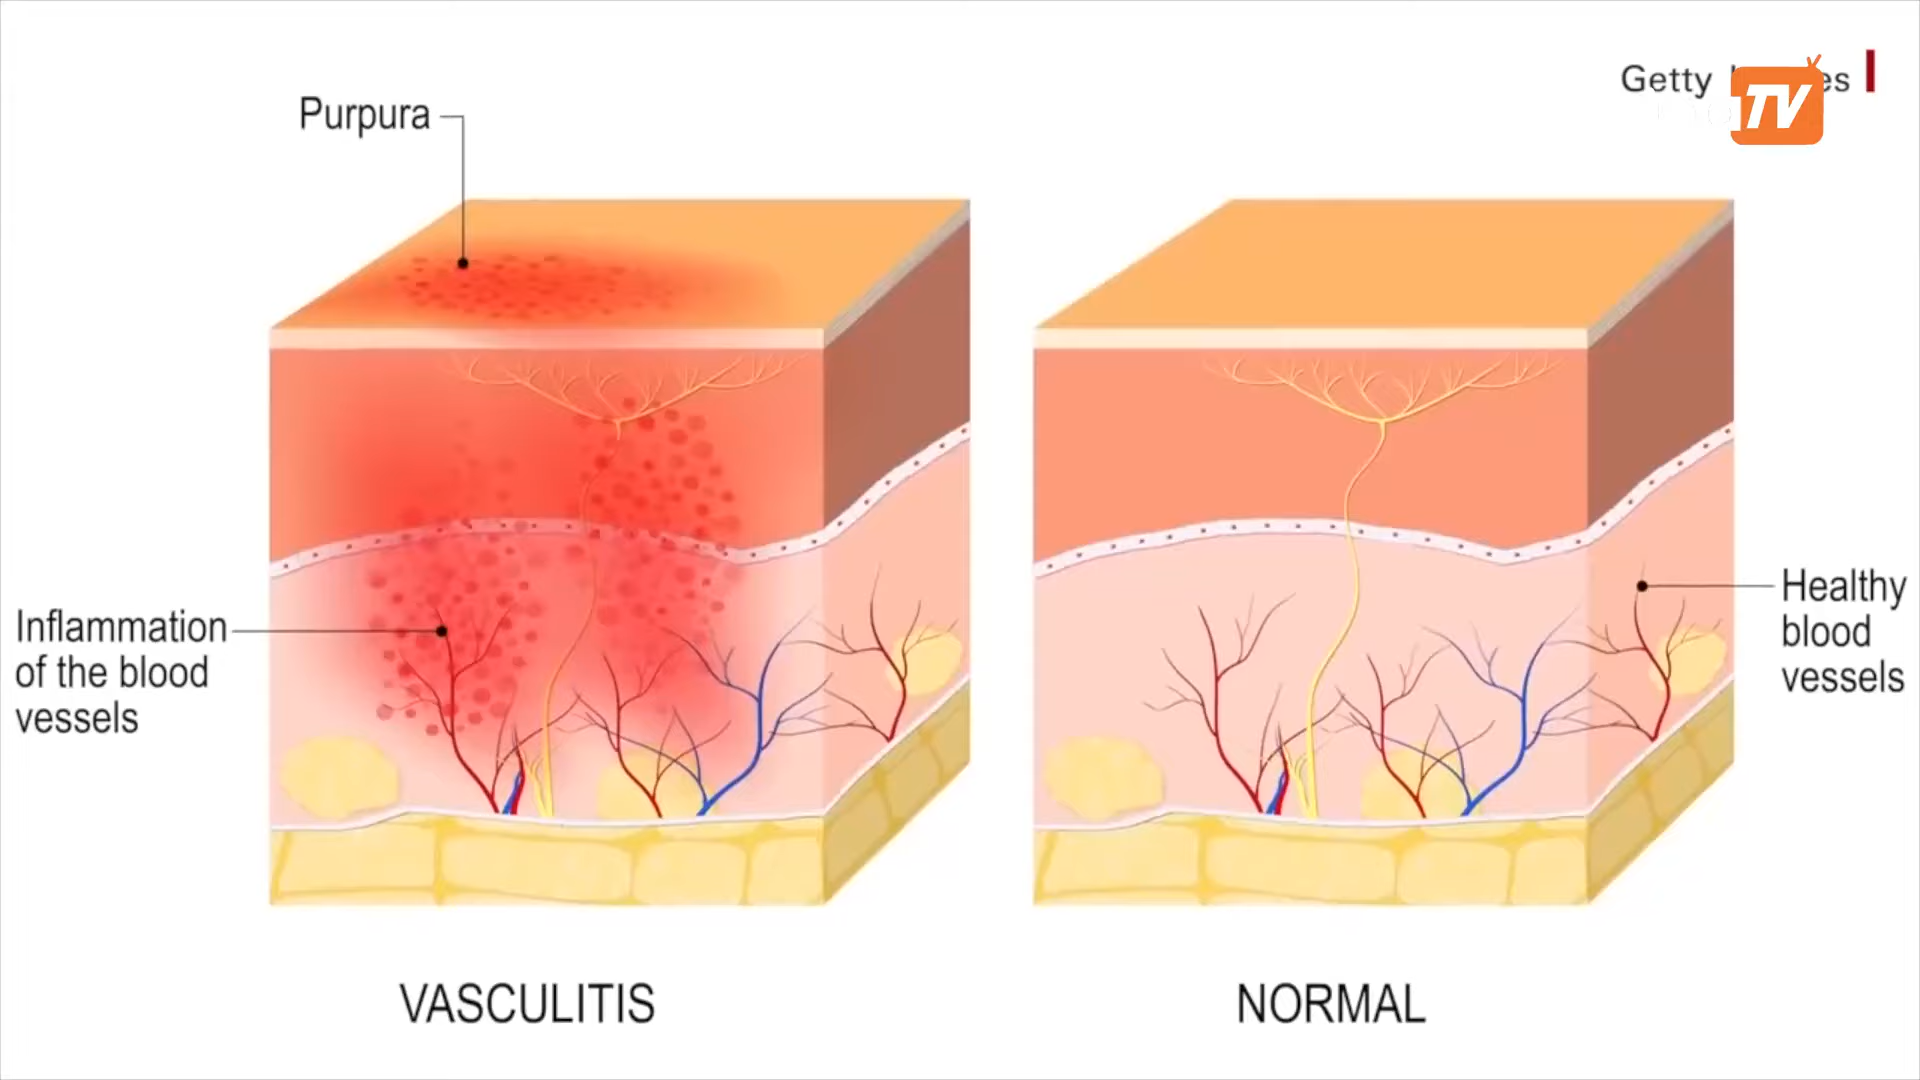 Getty
TV
Purpura
Inflammation
of the blood
vessels
Healthy
blood
vessels
VASCULITIS
NORMAL